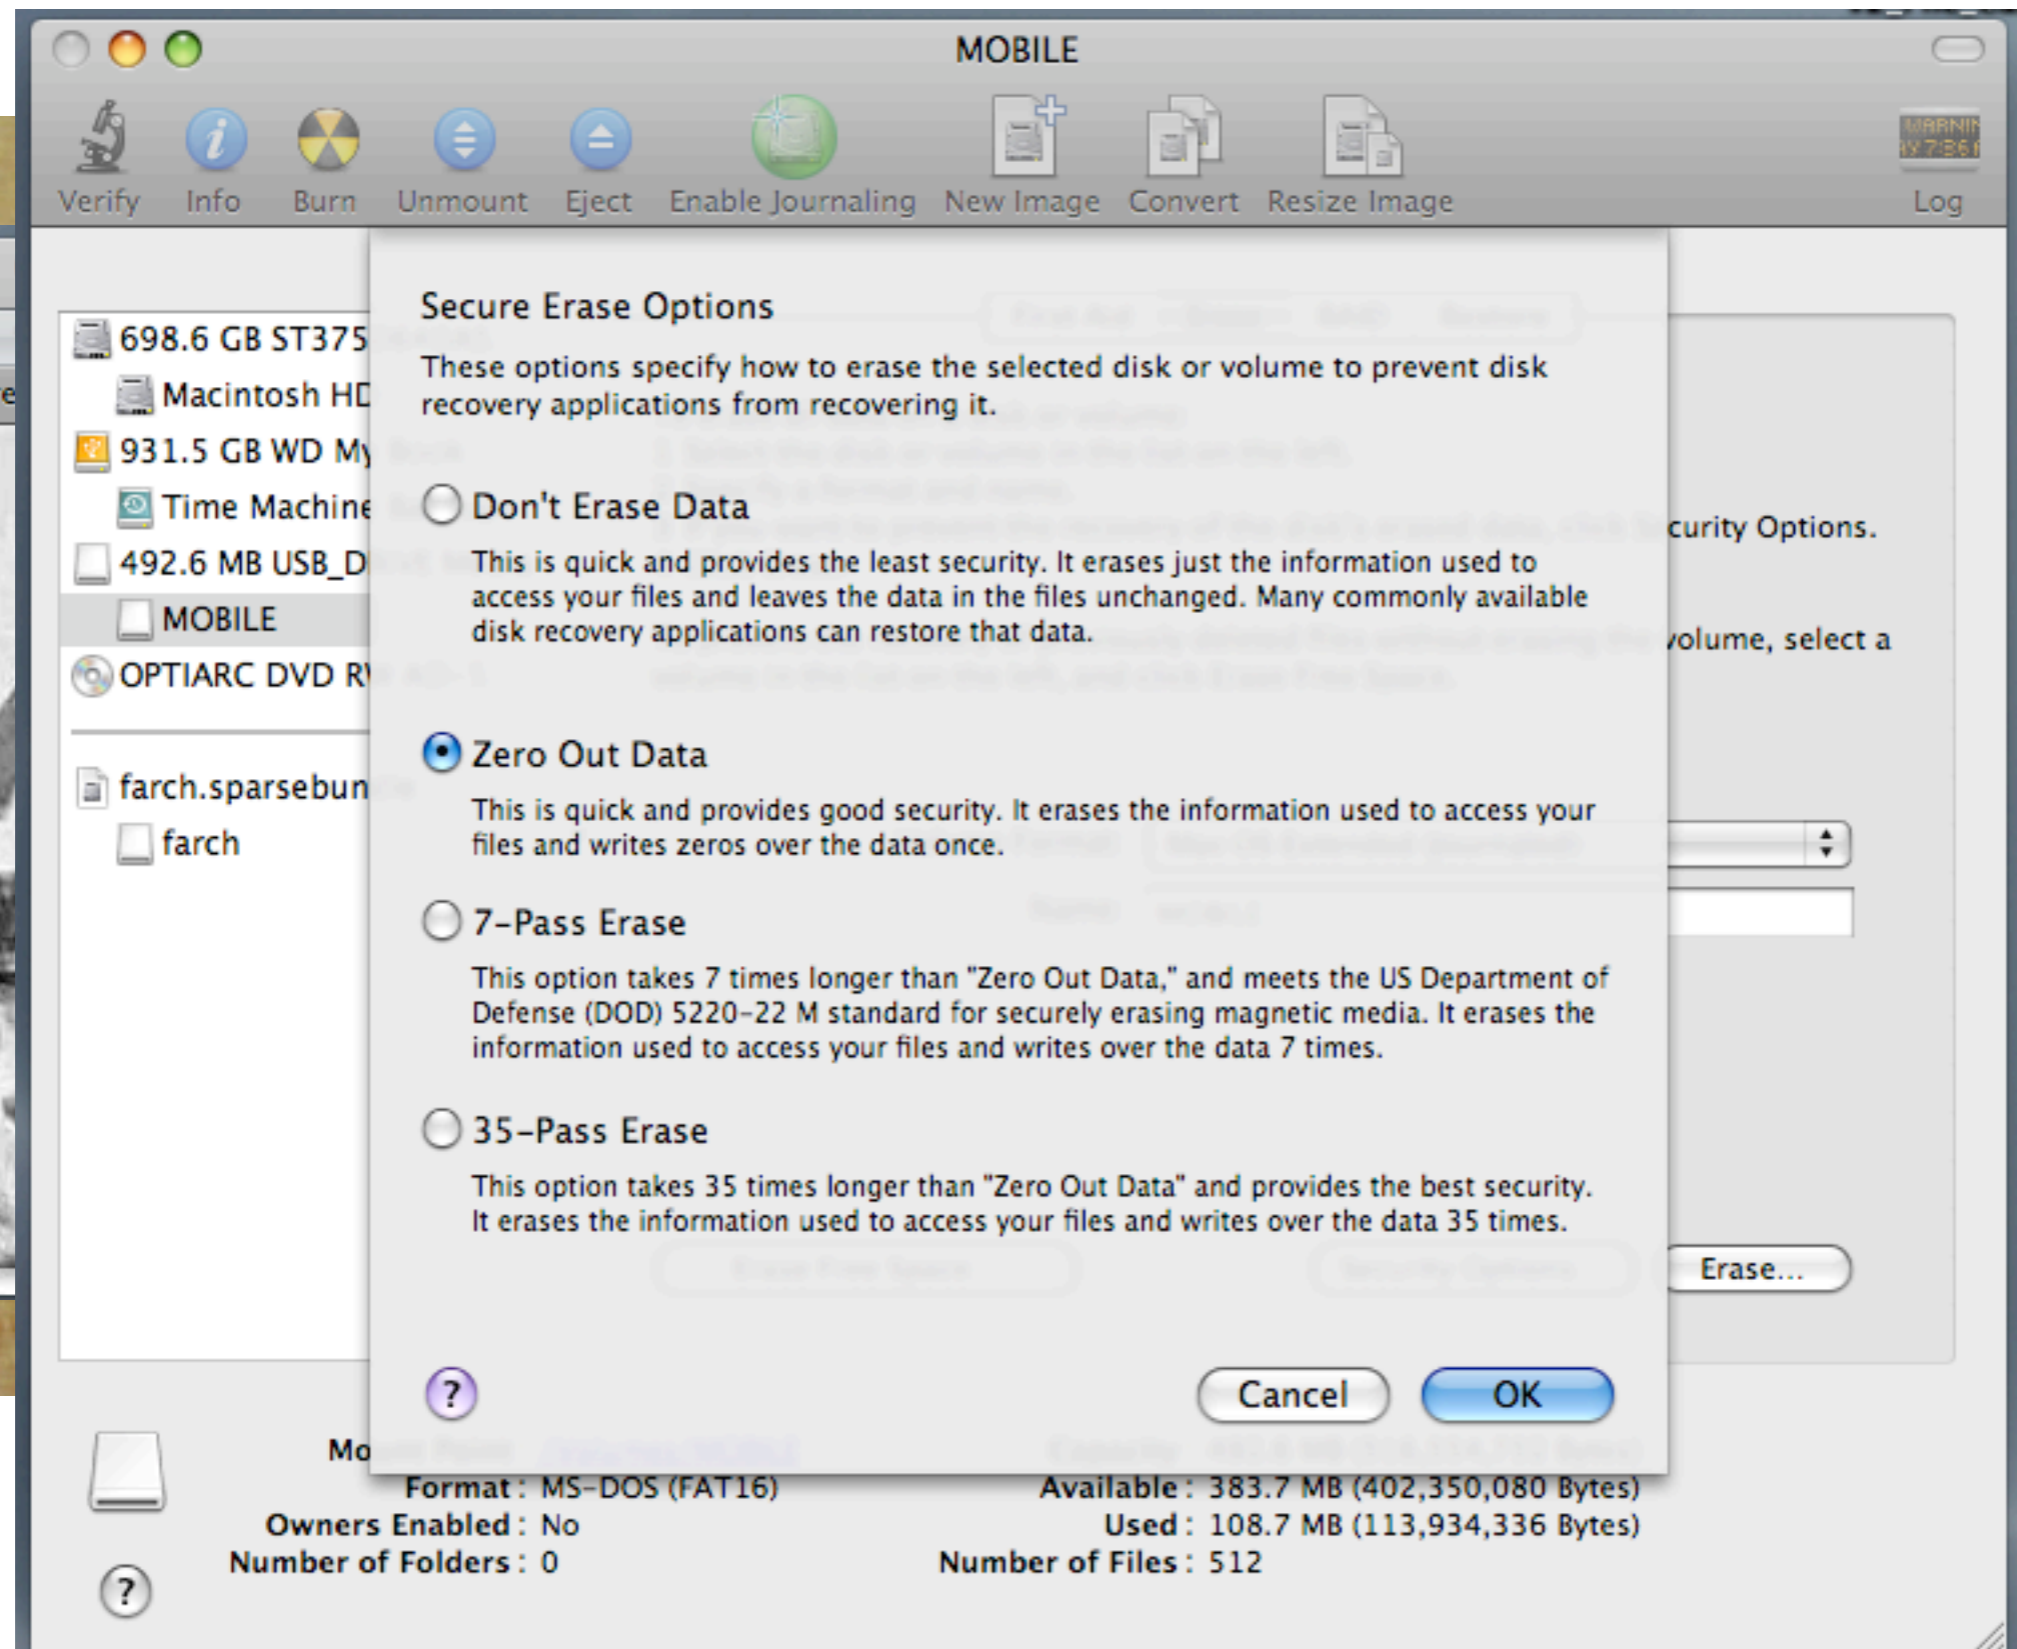 MOBILE
Verify Info Burn Unmount Eject Enable Journaling New Image Convert Resize Image Log
WARNIN
7:36
Secure Erase Options
These options specify how to erase the selected disk or volume to prevent disk
recovery applications from recovering it.
698.6 GB ST375
Macintosh HD
931.5 GB WD My
Time Machine
492.6 MB USB_D
MOBILE
OPTIARC DVD RW
farch.sparsebun
farch
Don't Erase Data
This is quick and provides the least security. It erases just the information used to
access your files and leaves the data in the files unchanged. Many commonly available
disk recovery applications can restore that data.
Zero Out Data
This is quick and provides good security. It erases the information used to access your
files and writes zeros over the data once.
7-Pass Erase
This option takes 7 times longer than "Zero Out Data," and meets the US Department of
Defense (DOD) 5220-22 M standard for securely erasing magnetic media. It erases the
information used to access your files and writes over the data 7 times.
35-Pass Erase
This option takes 35 times longer than "Zero Out Data" and provides the best security.
It erases the information used to access your files and writes over the data 35 times.
curity Options.
volume, select a
Erase...
? Cancel OK
Mo
Format : MS-DOS (FAT16)
Owners Enabled : No
Number of Folders : 0
Available : 383.7 MB (402,350,080 Bytes)
Used : 108.7 MB (113,934,336 Bytes)
Number of Files : 512
?